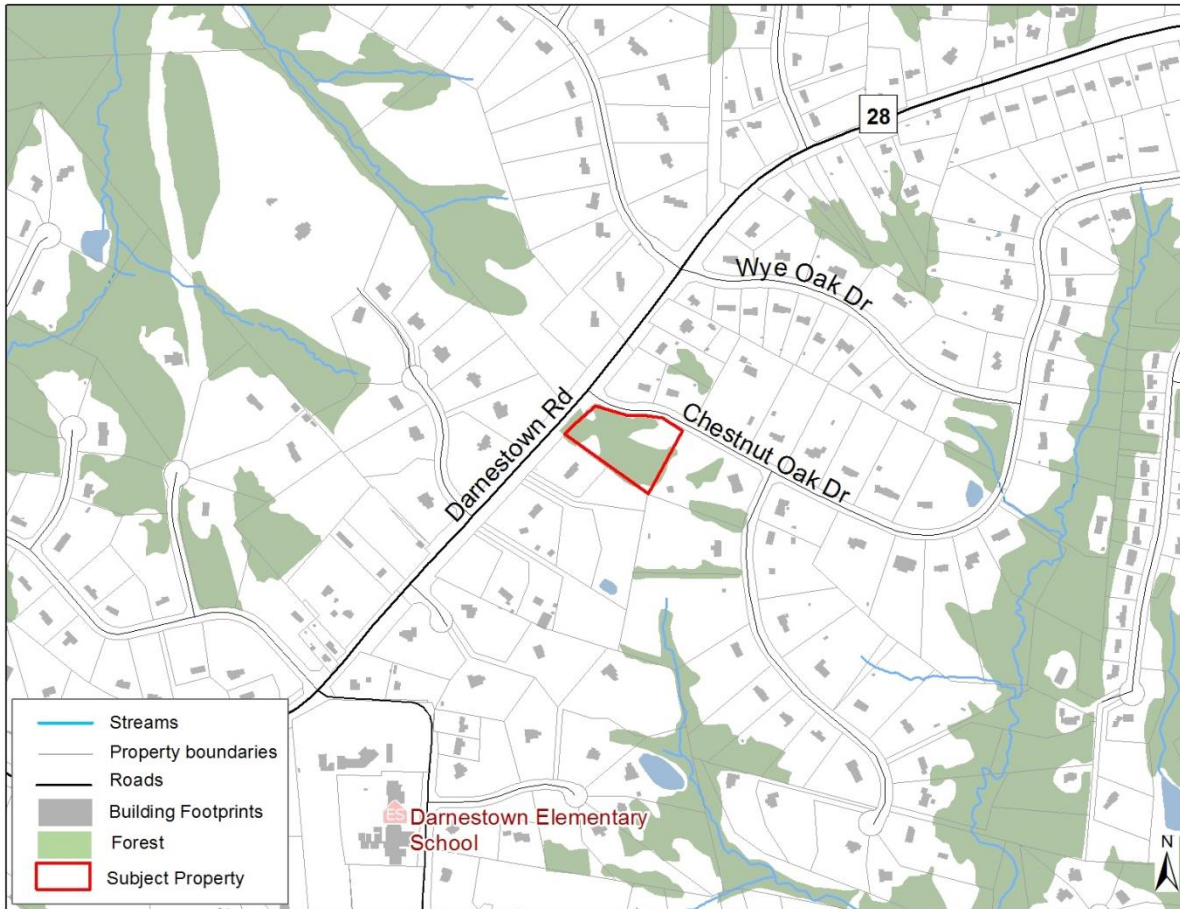 28
Wye Oak Dr
Darnestown Rd
Chestnut Oak Dr
Streams
Property boundaries
Roads
Building Footprints
Forest
Subject Property
ES
Darnestown Elementary
School
N